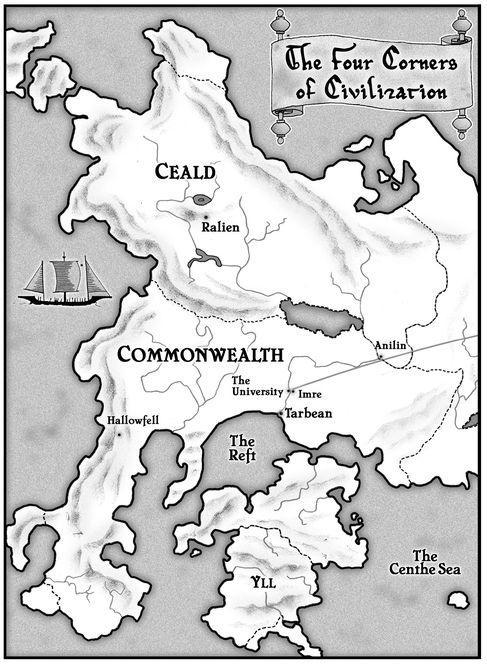 The Four Corners
of Civilization
Ceald
Ralien
Commonwealth
Anilin
The
University
Imre
Tarbean
Hallowfell
The
Reft
Yll
The
Centhe Sea